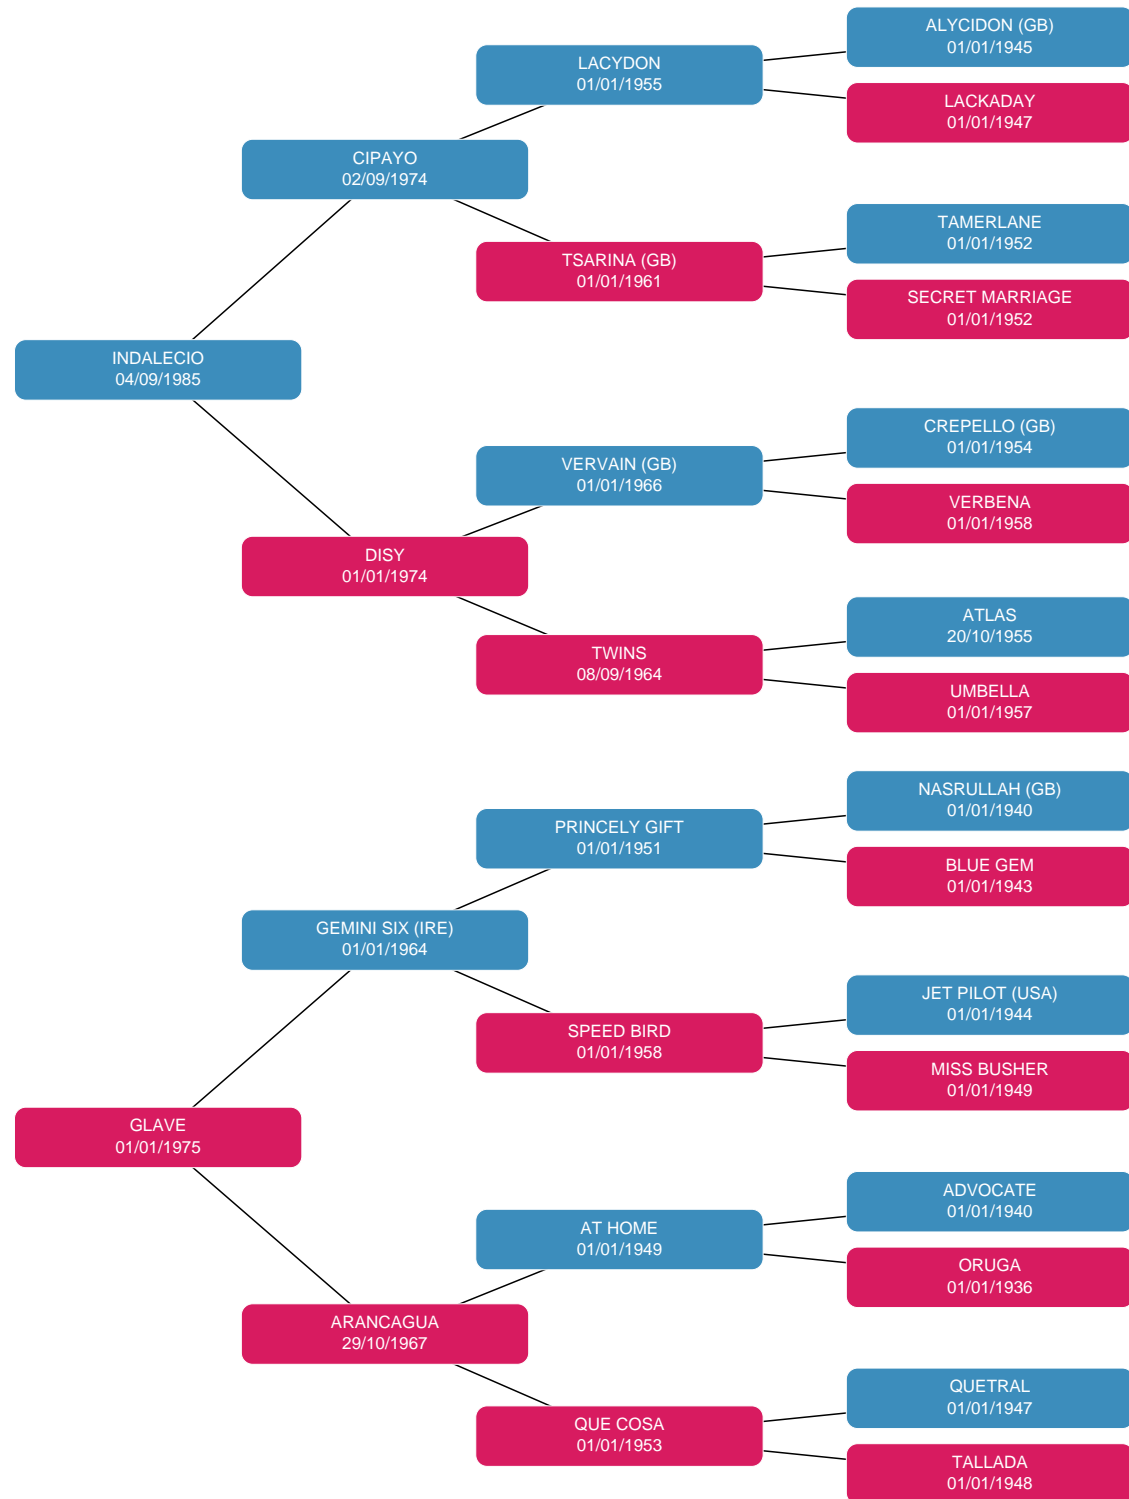 ALYCIDON (GB)
01/01/1945
LACYDON
01/01/1955
LACKADAY
01/01/1947
CIPAYO
02/09/1974
TAMERLANE
01/01/1952
TSARINA (GB)
01/01/1961
SECRET MARRIAGE
01/01/1952
INDALECIO
04/09/1985
CREPELLO (GB)
01/01/1954
VERVAIN (GB)
01/01/1966
VERBENA
01/01/1958
DISY
01/01/1974
ATLAS
20/10/1955
TWINS
08/09/1964
UMBELLA
01/01/1957
NASRULLAH (GB)
01/01/1940
PRINCELY GIFT
01/01/1951
BLUE GEM
01/01/1943
GEMINI SIX (IRE)
01/01/1964
JET PILOT (USA)
01/01/1944
SPEED BIRD
01/01/1958
MISS BUSHER
01/01/1949
GLAVE
01/01/1975
ADVOCATE
01/01/1940
AT HOME
01/01/1949
ORUGA
01/01/1936
ARANCAGUA
29/10/1967
QUETRAL
01/01/1947
QUE COSA
01/01/1953
TALLADA
01/01/1948